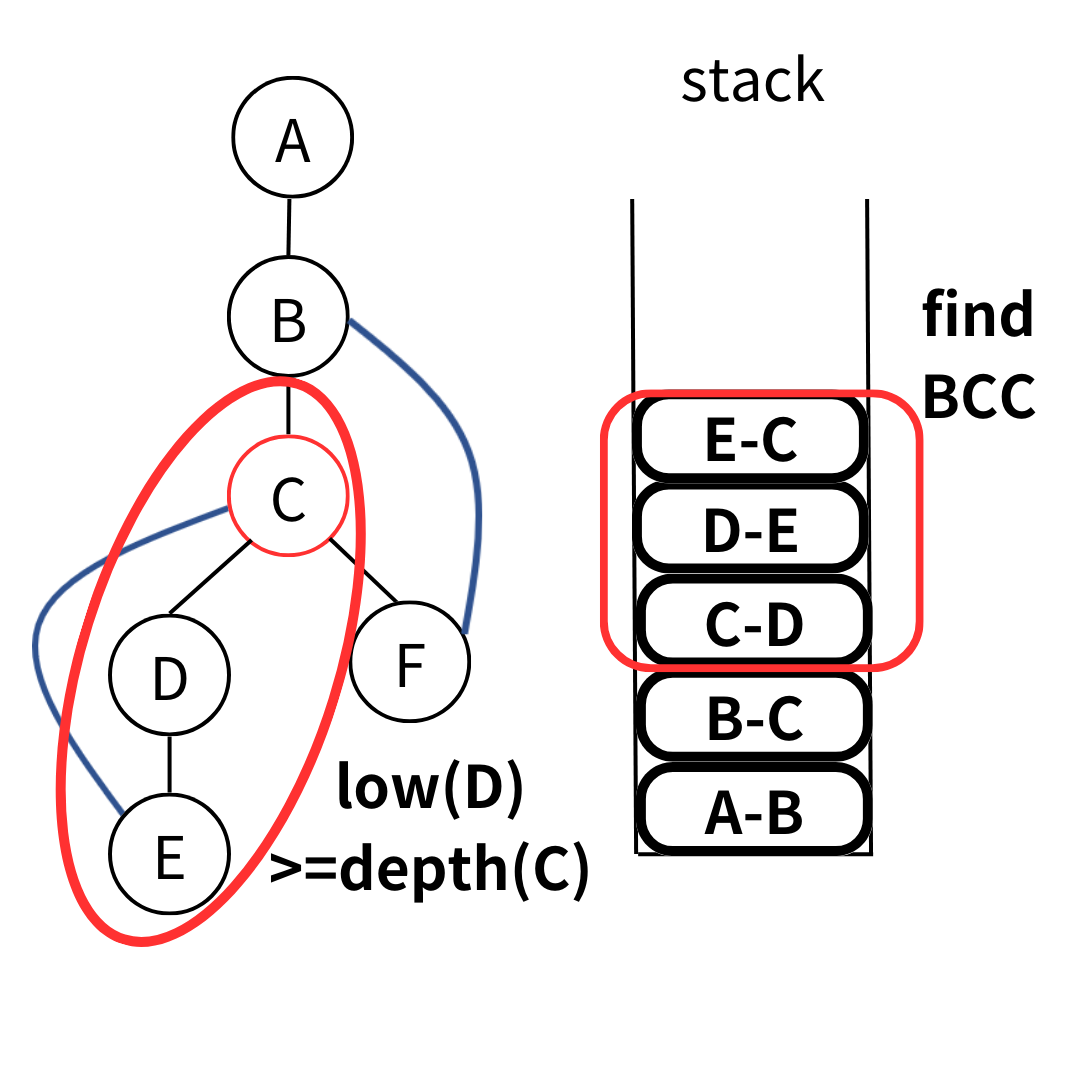 stack
A
B
C
D
F
E
low(D)
>=depth(C)
find
BCC
E-C
D-E
C-D
B-C
A-B